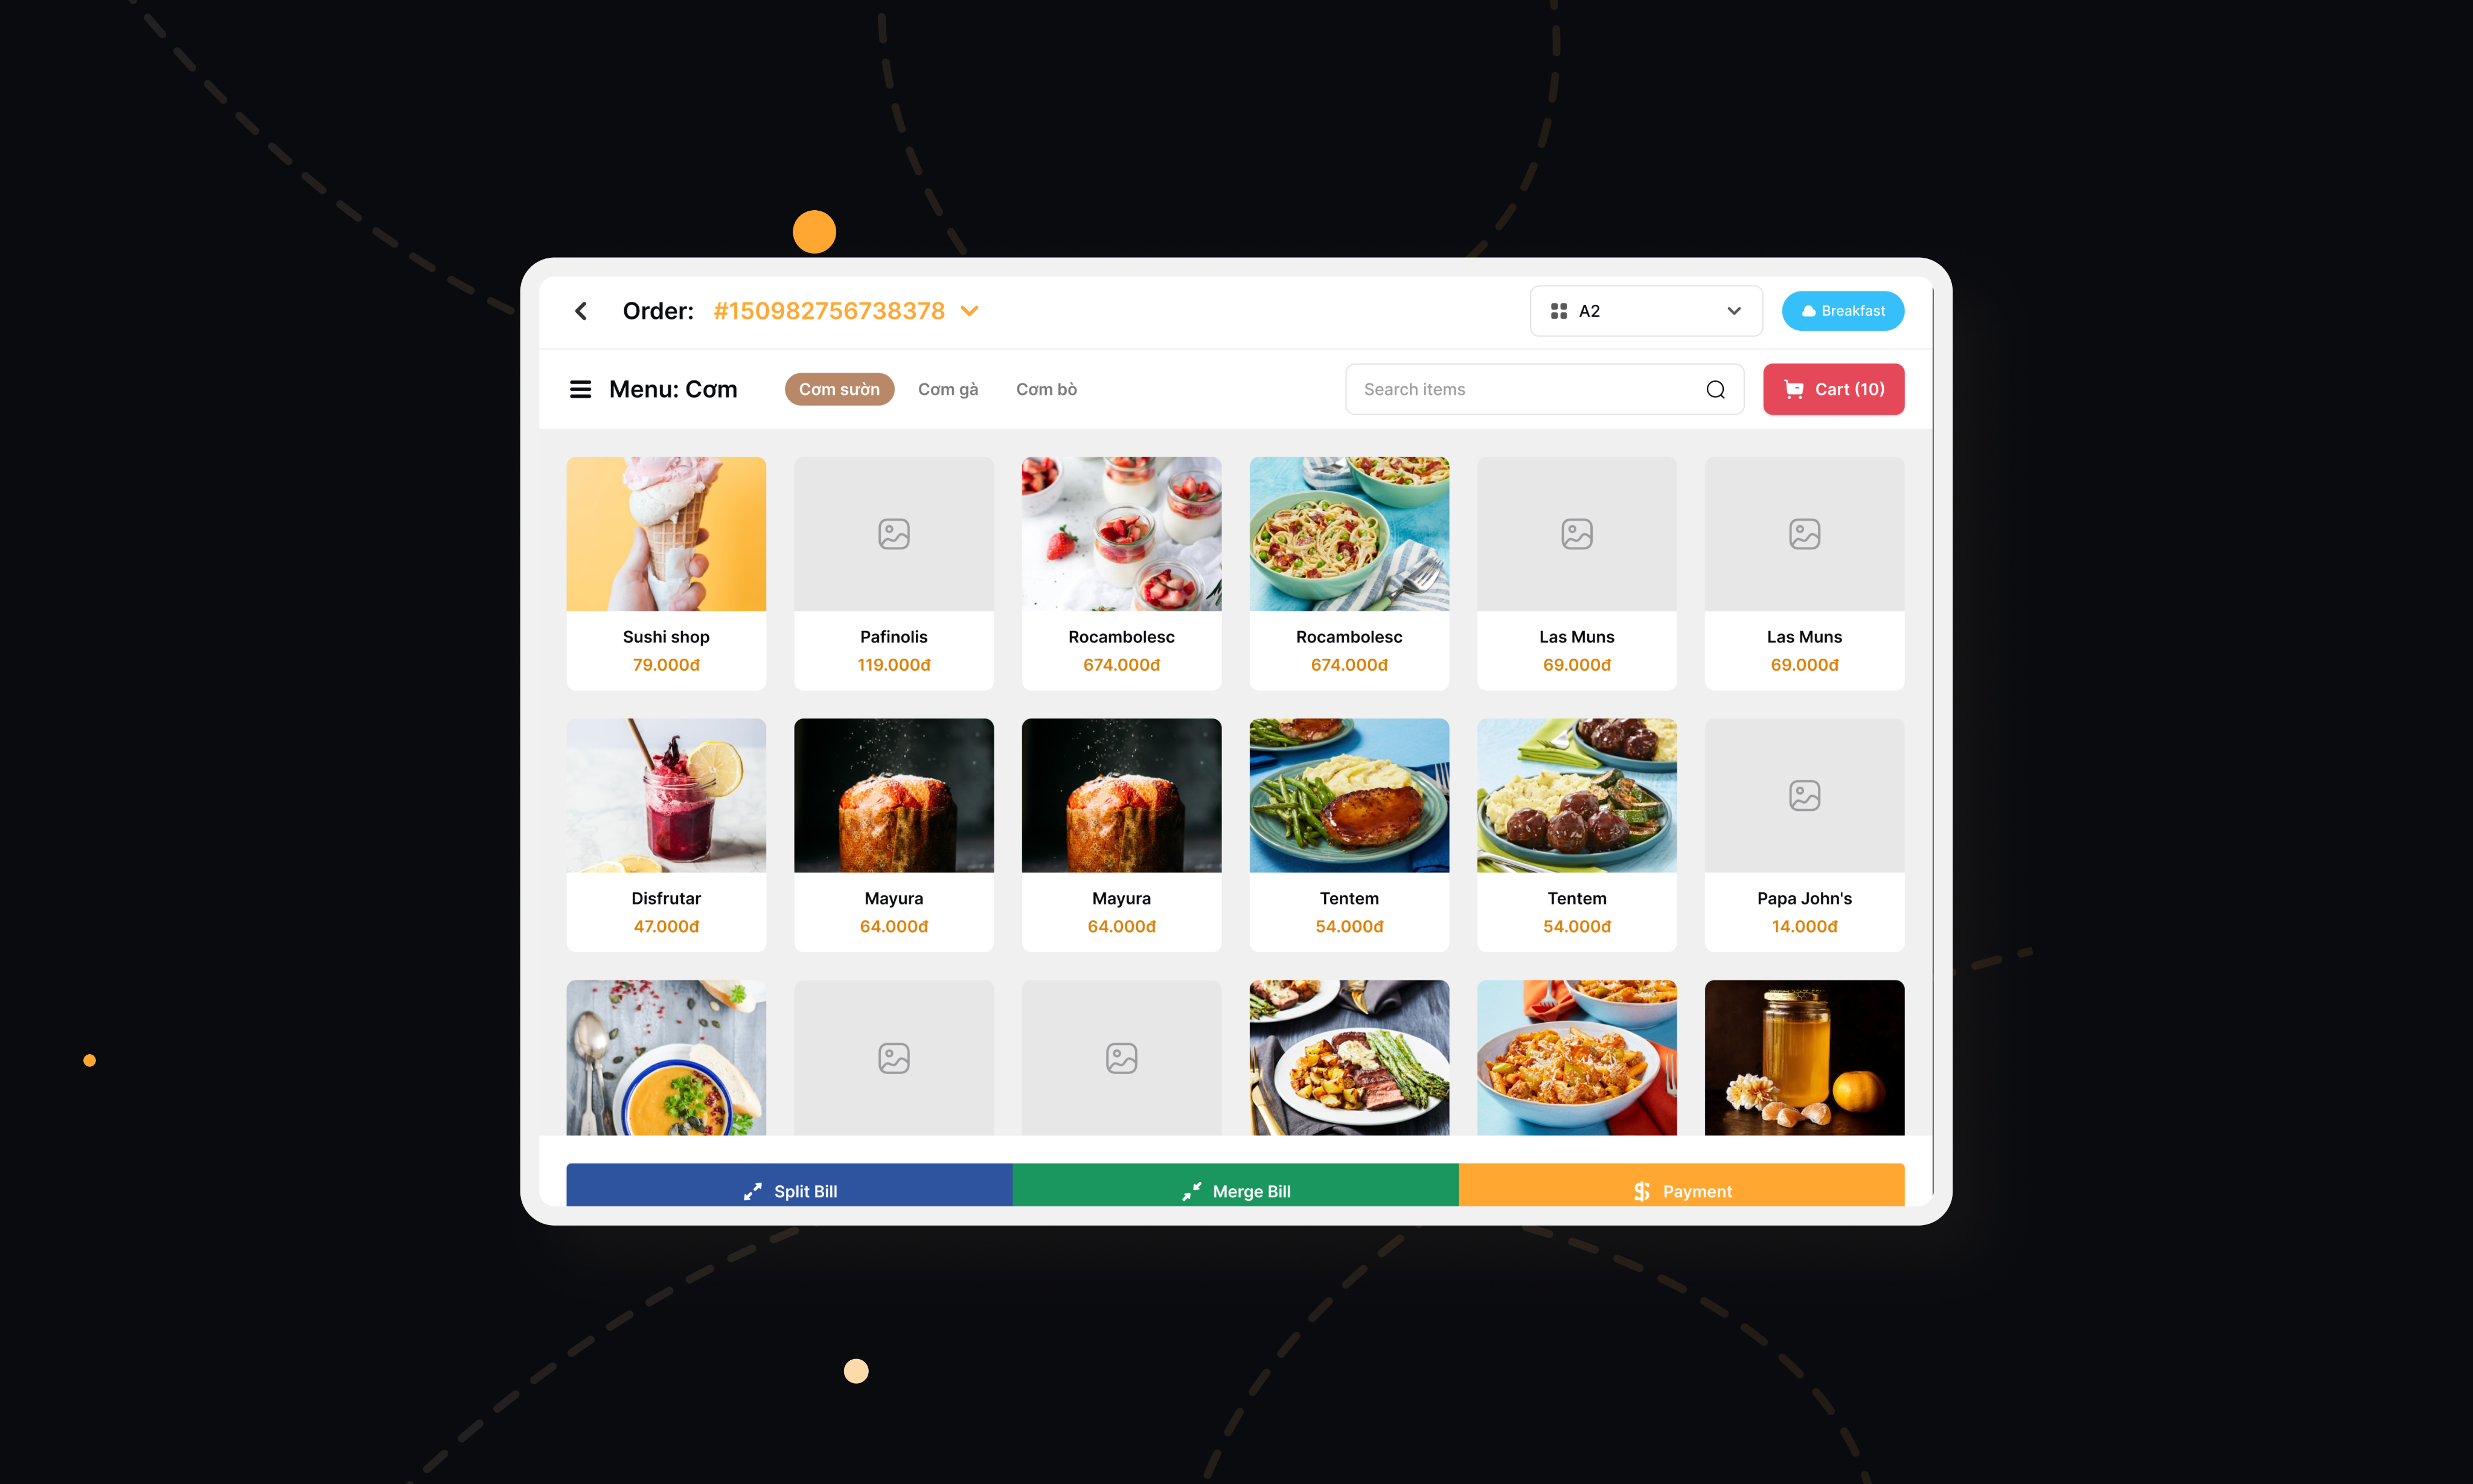 Order: #150982756738378
A2
Breakfast
Menu: Cơm
Cơm sườn
Cơm gà
Cơm bò
Search items
Cart (10)
Sushi shop
79.000đ
Pafinolis
119.000đ
Rocambolesc
674.000đ
Rocambolesc
674.000đ
Las Muns
69.000đ
Las Muns
69.000đ
Disfrutar
47.000đ
Mayura
64.000đ
Mayura
64.000đ
Tentem
54.000đ
Tentem
54.000đ
Papa John's
14.000đ
Split Bill
Merge Bill
Payment